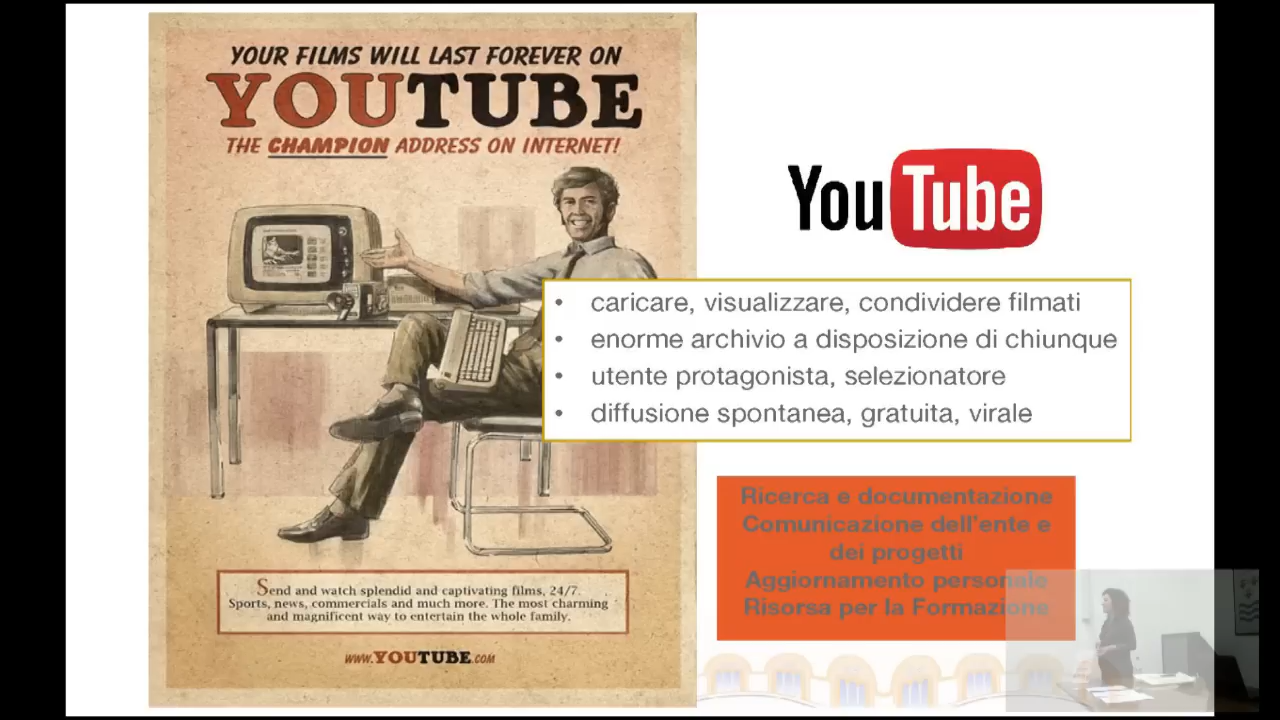 YOUR FILMS WILL LAST FOREVER ON
YOUTUBE
THE CHAMPION ADDRESS ON INTERNET!
Send and watch splendid and captivating films, 24/7.
Sports, news, commercials and much more. The most charming
and magnificent way to entertain the whole family.
WWW.YOUTUBE.COM
YouTube
• caricare, visualizzare, condividere filmati
• enorme archivio a disposizione di chiunque
• utente protagonista, selezionatore
• diffusione spontanea, gratuita, virale
Ricerca e documentazione
Comunicazione dell'ente e
dei progetti
Aggiornamento personale
Risorsa per la Formazione